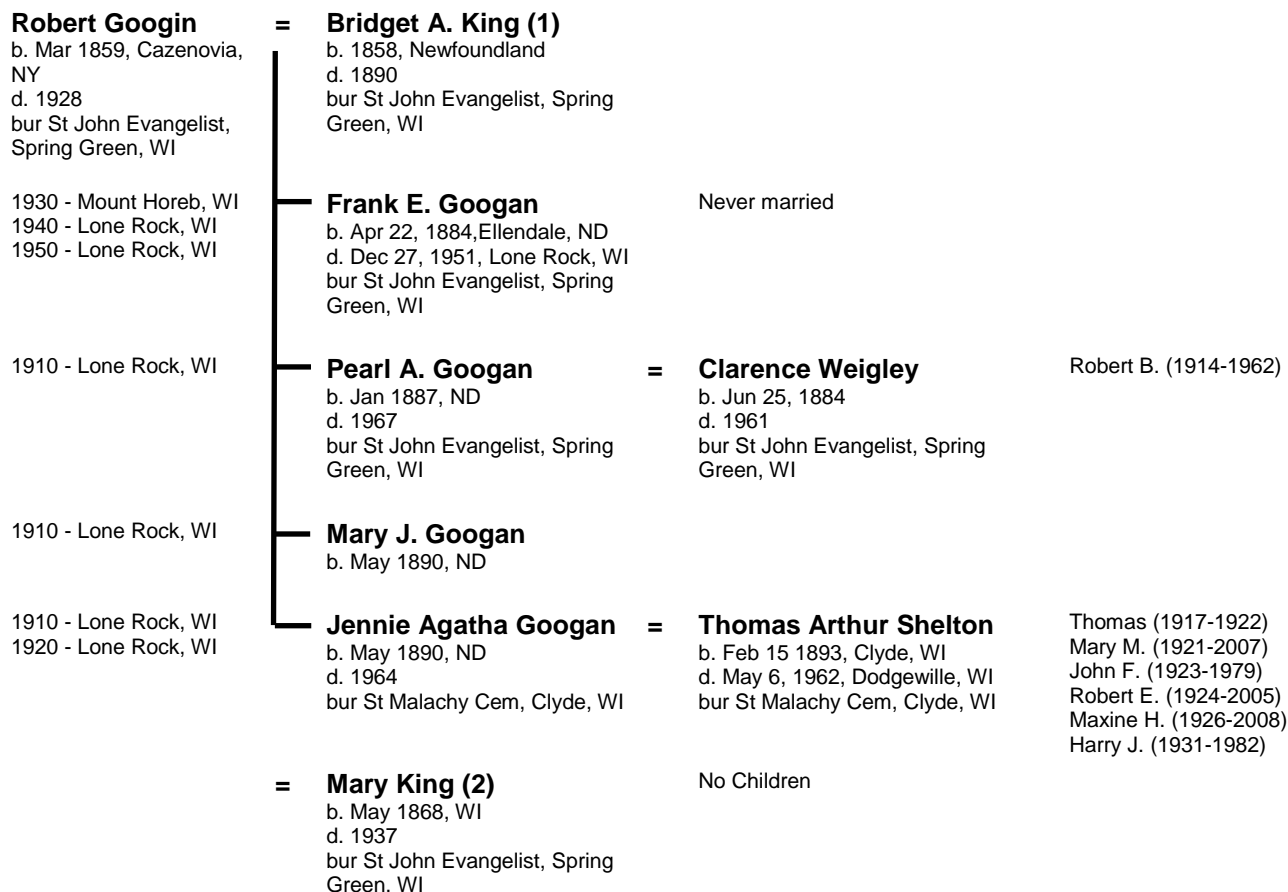 Robert Googin = Bridget A. King (1)
b. Mar 1859, Cazenovia, b. 1858, Newfoundland
NY d. 1890
d. 1928 bur St John Evangelist, Spring
bur St John Evangelist, Green, WI
Spring Green, WI
1930 - Mount Horeb, WI Frank E. Googan Never married
1940 - Lone Rock, WI b. Apr 22, 1884,Ellendale, ND
1950 - Lone Rock, WI d. Dec 27, 1951, Lone Rock, WI
bur St John Evangelist, Spring
Green, WI
1910 - Lone Rock, WI Pearl A. Googan = Clarence Weigley Robert B. (1914-1962)
b. Jan 1887, ND b. Jun 25, 1884
d. 1967 d. 1961
bur St John Evangelist, Spring bur St John Evangelist, Spring
Green, WI Green, WI
1910 - Lone Rock, WI Mary J. Googan
b. May 1890, ND
1910 - Lone Rock, WI Jennie Agatha Googan = Thomas Arthur Shelton Thomas (1917-1922)
1920 - Lone Rock, WI b. May 1890, ND b. Feb 15 1893, Clyde, WI Mary M. (1921-2007)
d. 1964 d. May 6, 1962, Dodgewille, WI John F. (1923-1979)
bur St Malachy Cem, Clyde, WI bur St Malachy Cem, Clyde, WI Robert E. (1924-2005)
Maxine H. (1926-2008)
Harry J. (1931-1982)
= Mary King (2) No Children
b. May 1868, WI
d. 1937
bur St John Evangelist, Spring
Green, WI